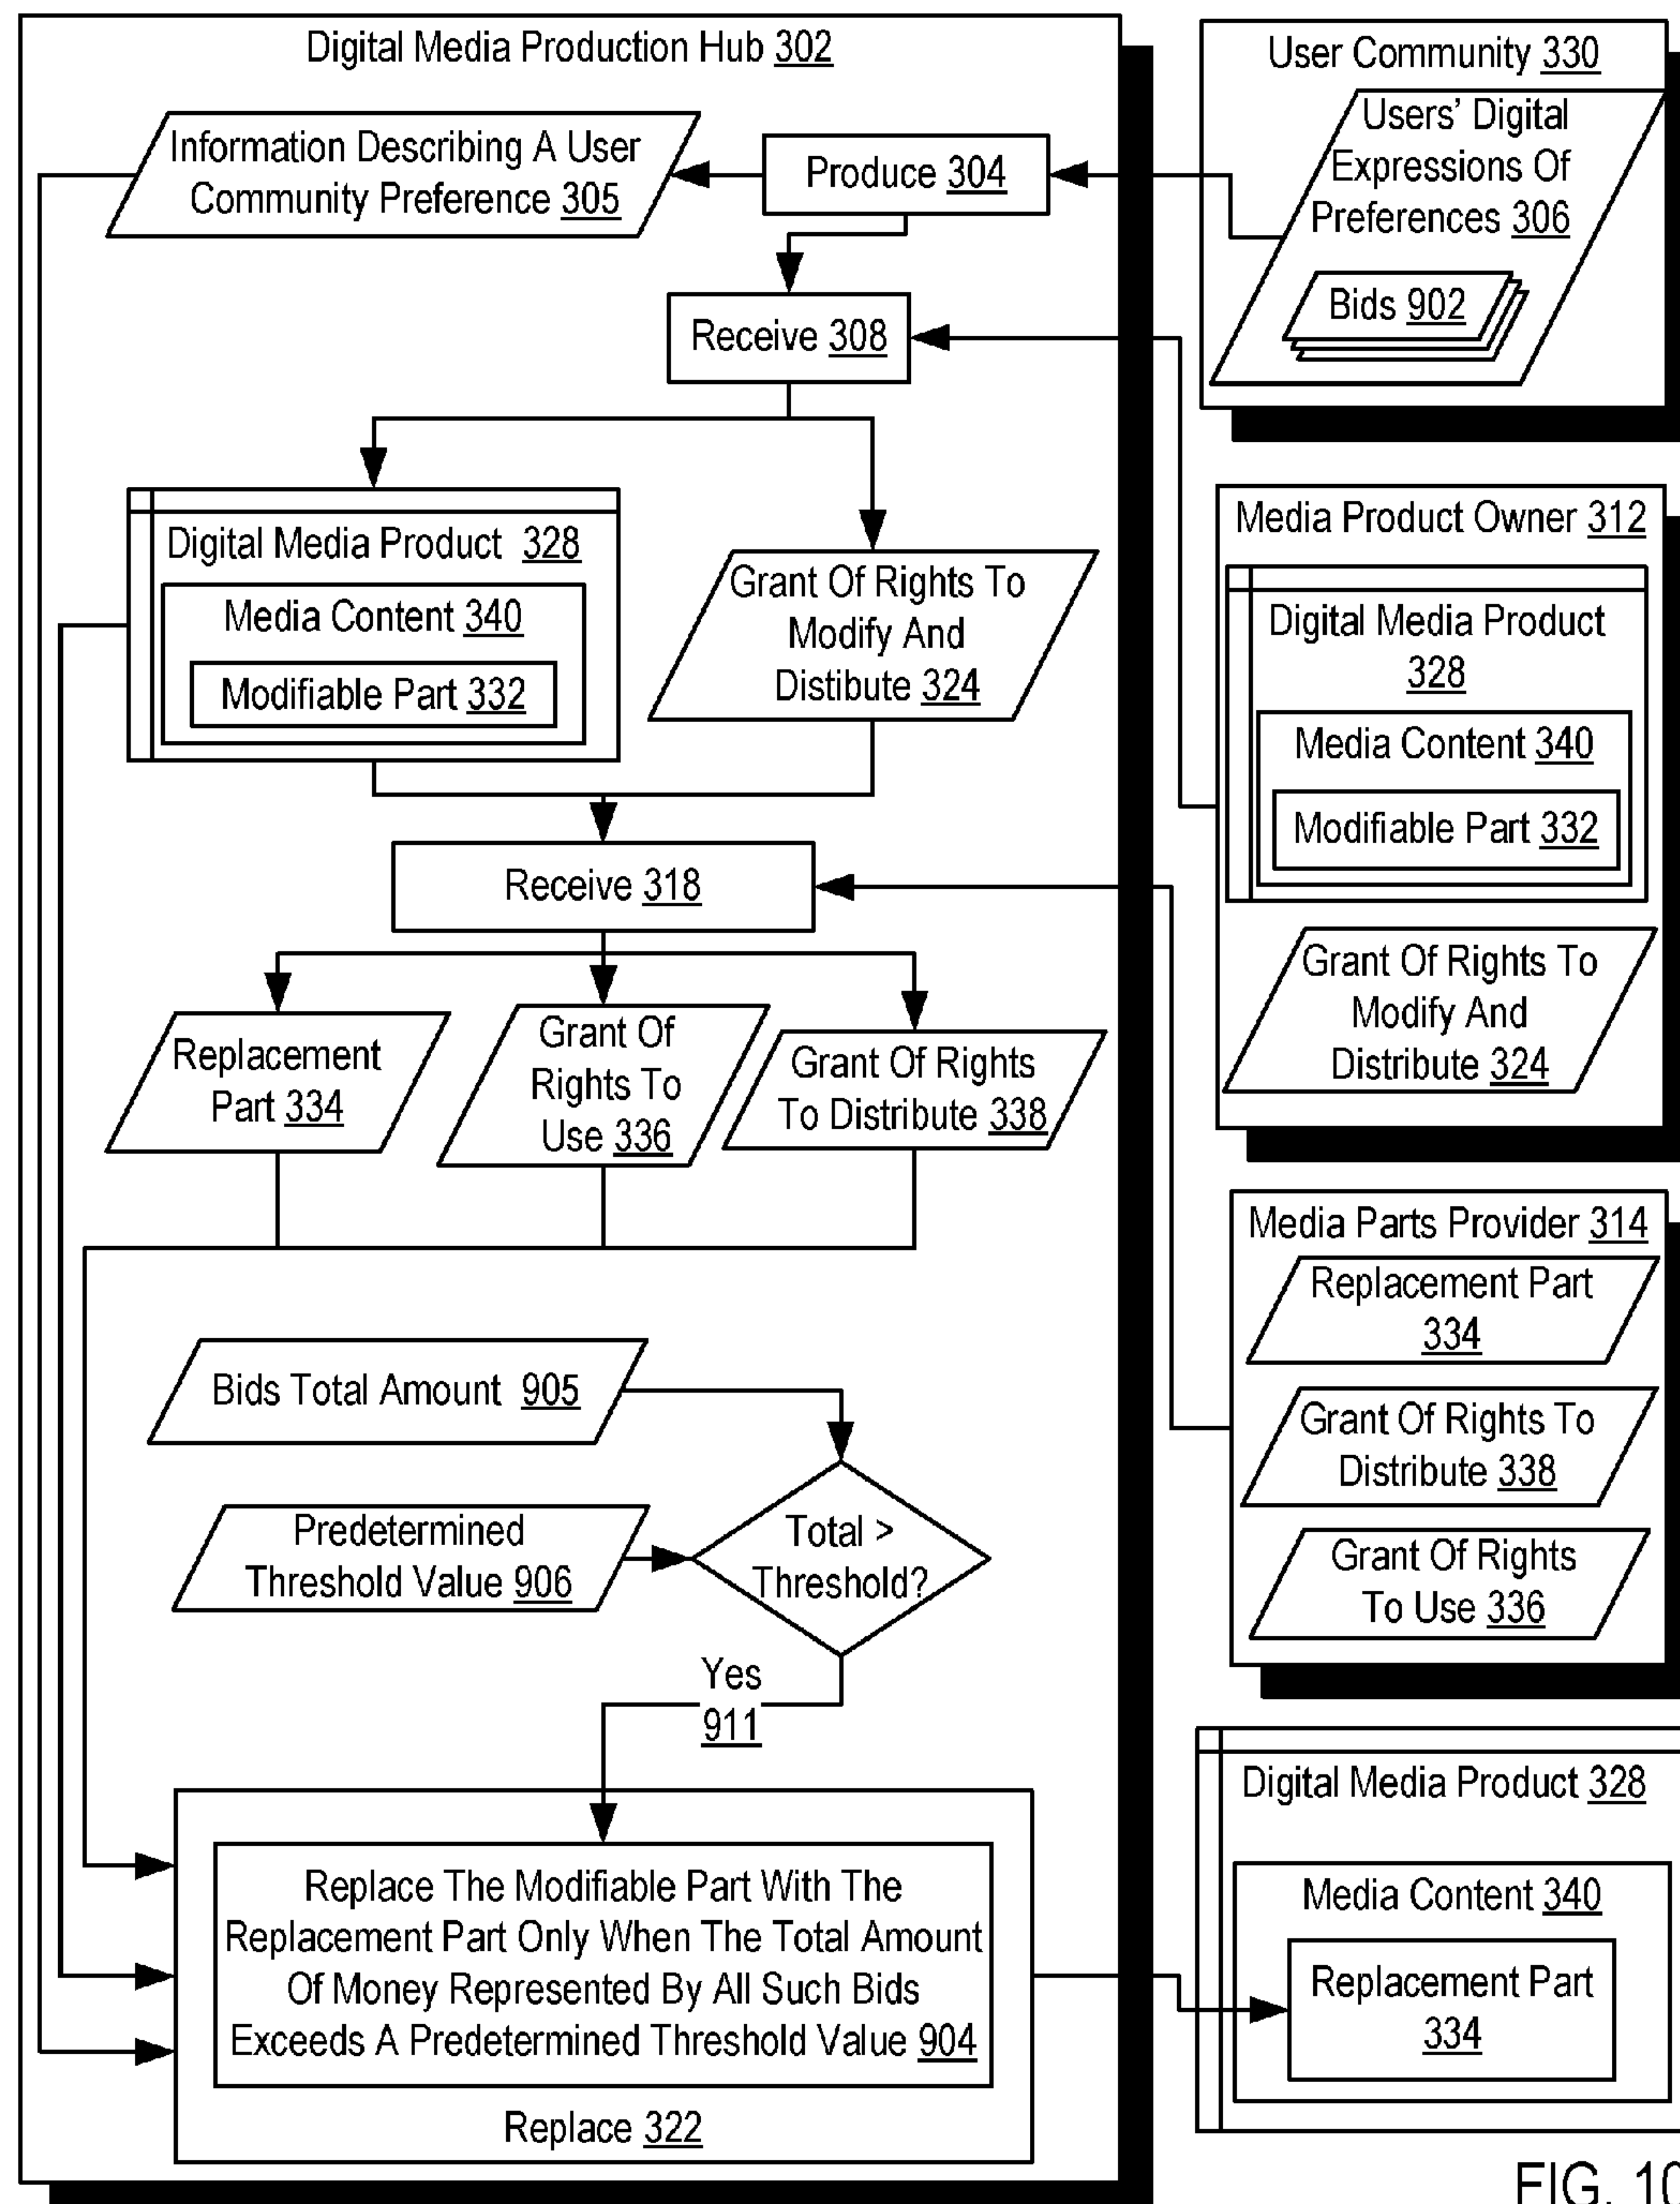 Digital Media Production Hub 302
Information Describing A User
Community Preference 305
Produce 304
Receive 308
Digital Media Product 328
Media Content 340
Modifiable Part 332
Grant Of Rights To
Modify And
Distibute 324
Receive 318
Replacement
Part 334
Grant Of
Rights To
Use 336
Grant Of Rights
To Distribute 338
Bids Total Amount 905
Predetermined
Threshold Value 906
Total >
Threshold?
Yes
911
Replace The Modifiable Part With The
Replacement Part Only When The Total Amount
Of Money Represented By All Such Bids
Exceeds A Predetermined Threshold Value 904
Replace 322
User Community 330
Users' Digital
Expressions Of
Preferences 306
Bids 902
Media Product Owner 312
Digital Media Product
328
Media Content 340
Modifiable Part 332
Grant Of Rights To
Modify And
Distribute 324
Media Parts Provider 314
Replacement Part
334
Grant Of Rights To
Distribute 338
Grant Of Rights
To Use 336
Digital Media Product 328
Media Content 340
Replacement Part
334
FIG. 10